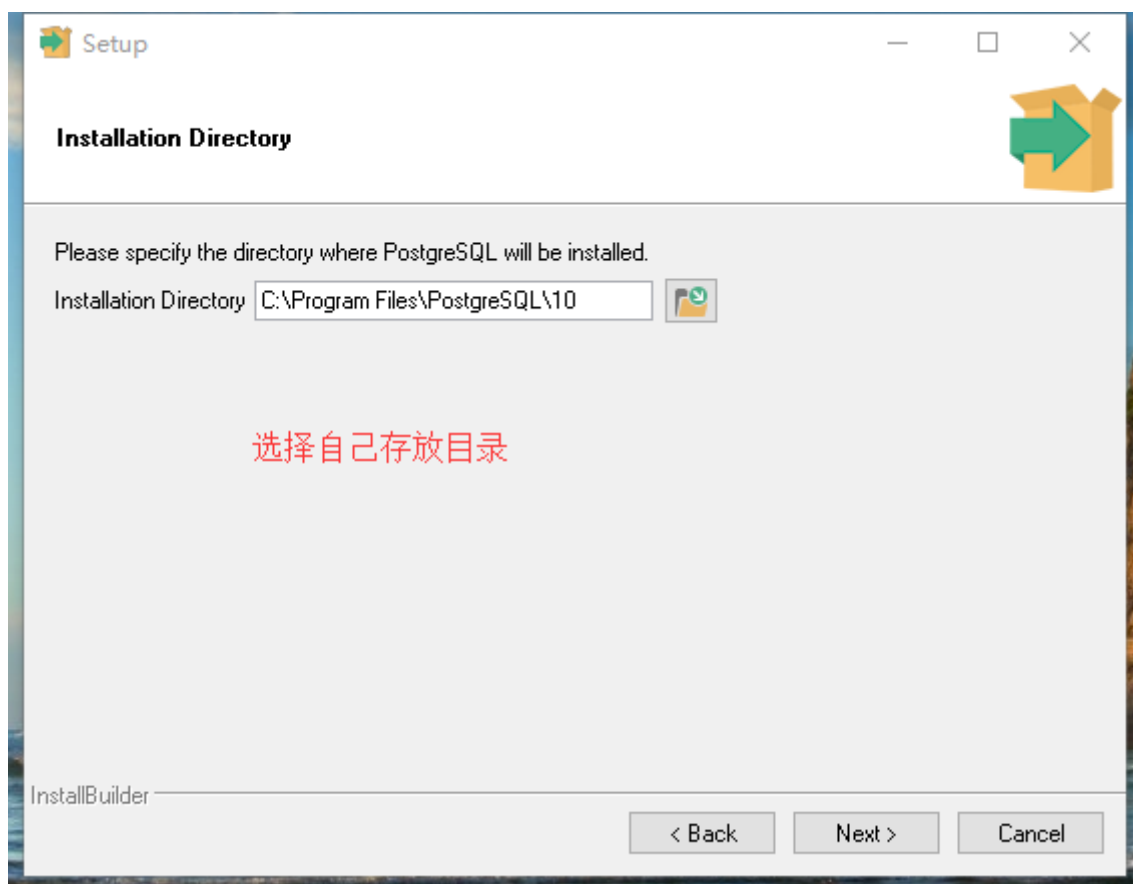 Setup
Installation Directory
Please specify the directory where PostgreSQL will be installed.
Installation Directory C:\Program Files\PostgreSQL\10
选择自己存放目录
InstallBuilder
< Back Next > Cancel